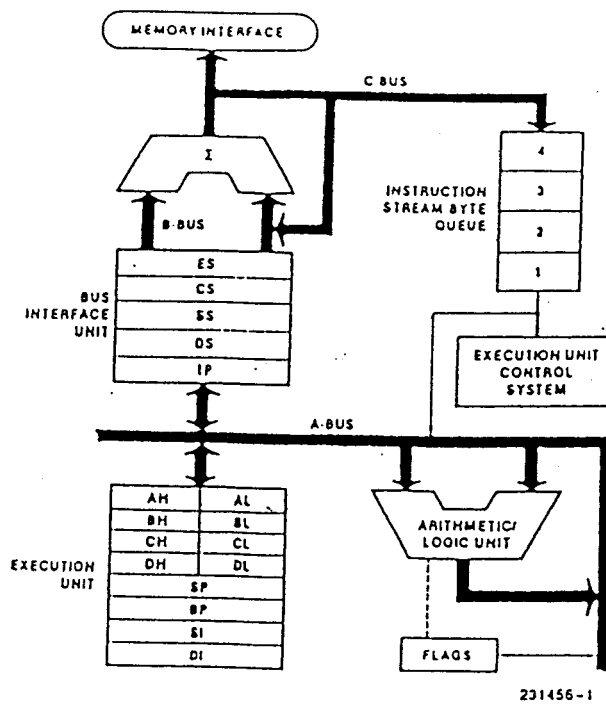 MEMORY INTERFACE
C-BUS
Σ
B-BUS
INSTRUCTION
STREAM BYTE
QUEUE
4
3
2
1
ES
CS
SS
DS
IP
BUS
INTERFACE
UNIT
EXECUTION UNIT
CONTROL
SYSTEM
A-BUS
AH
AL
BH
BL
CH
CL
DH
DL
SP
BP
SI
DI
EXECUTION
UNIT
ARITHMETIC/
LOGIC UNIT
FLAGS
231456-1